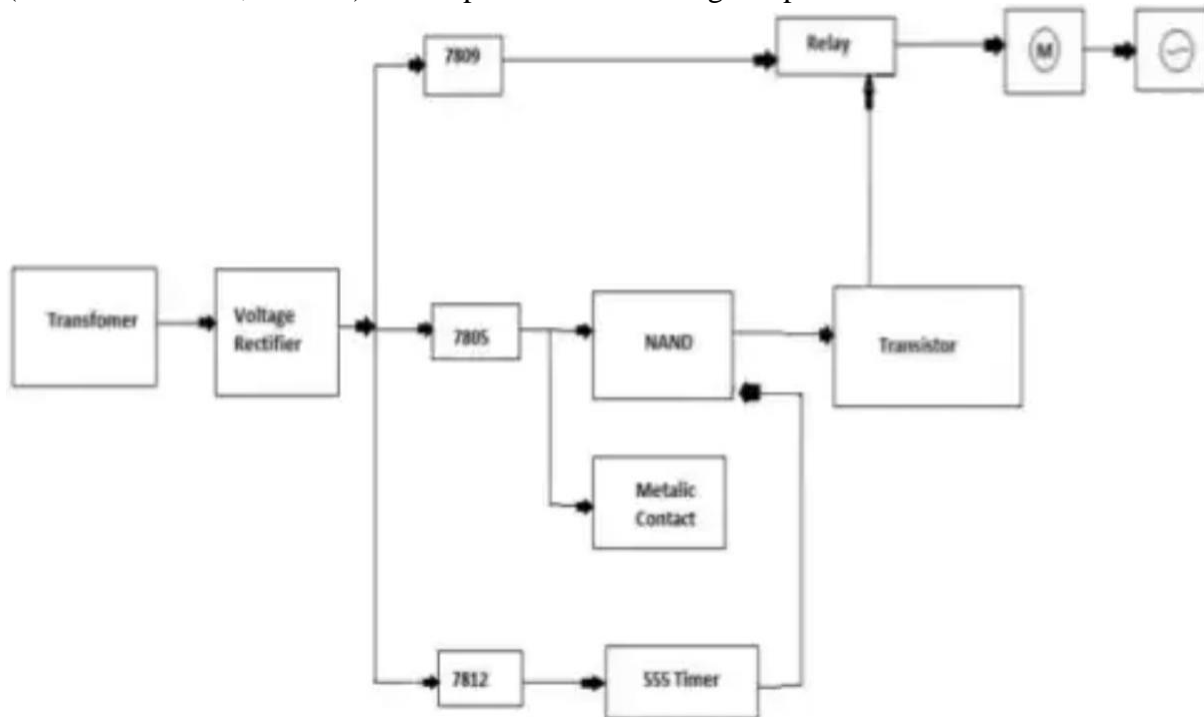 7809
Relay
M
Transfomer
Voltage
Rectifier
7805
NAND
Transistor
Metalic
Contact
7812
555 Timer